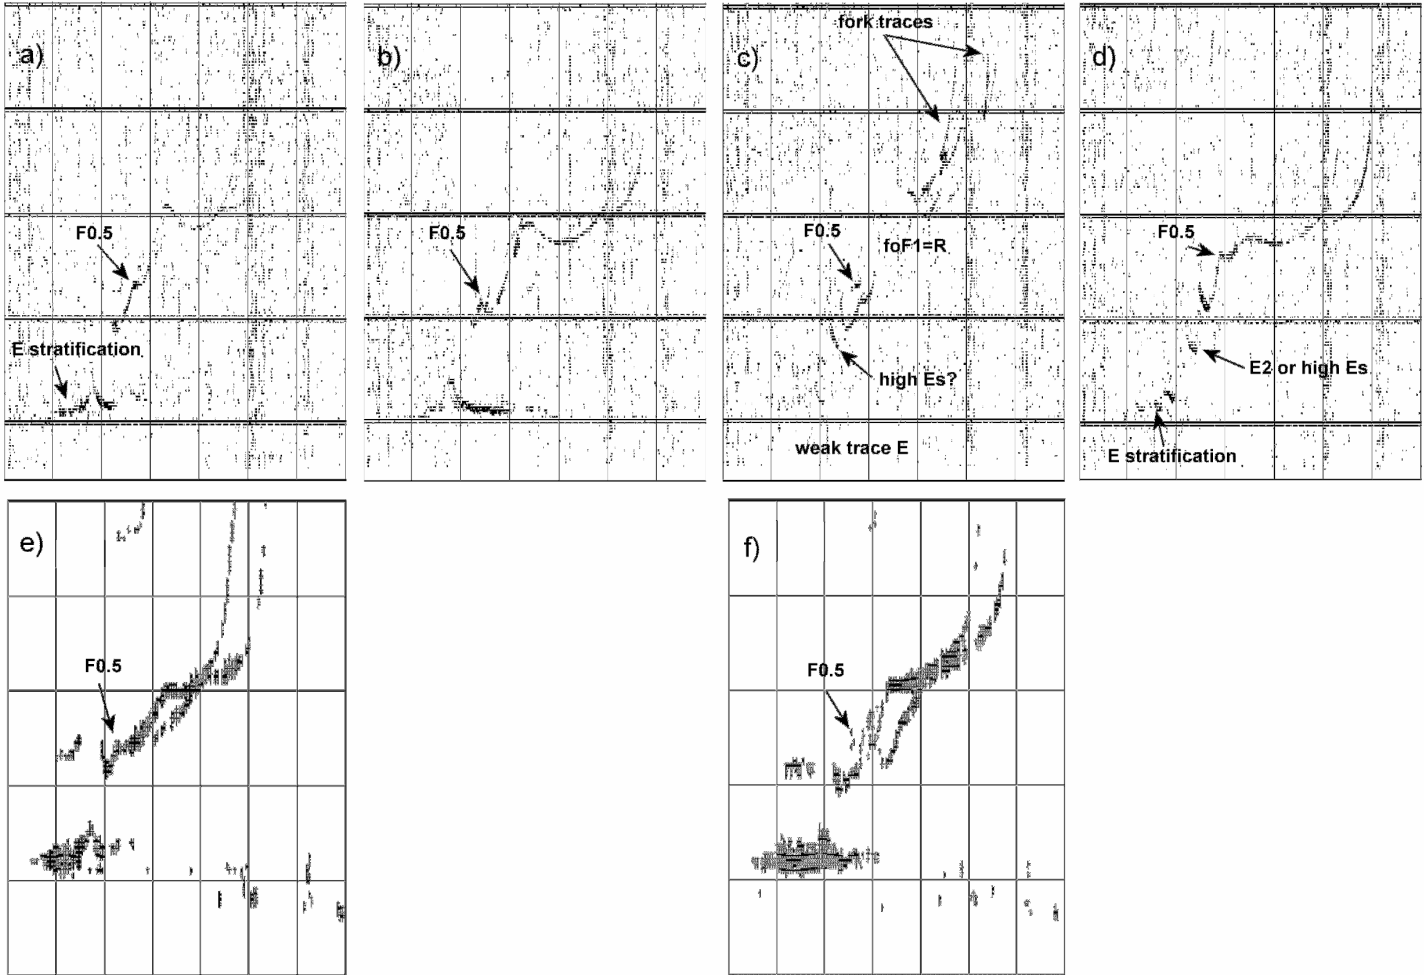 a)
F0.5
E stratification
b)
F0.5
c)
fork traces
F0.5
foF1=R
high Es?
weak trace E
d)
F0.5
E2 or high Es
E stratification
e)
F0.5
f)
F0.5